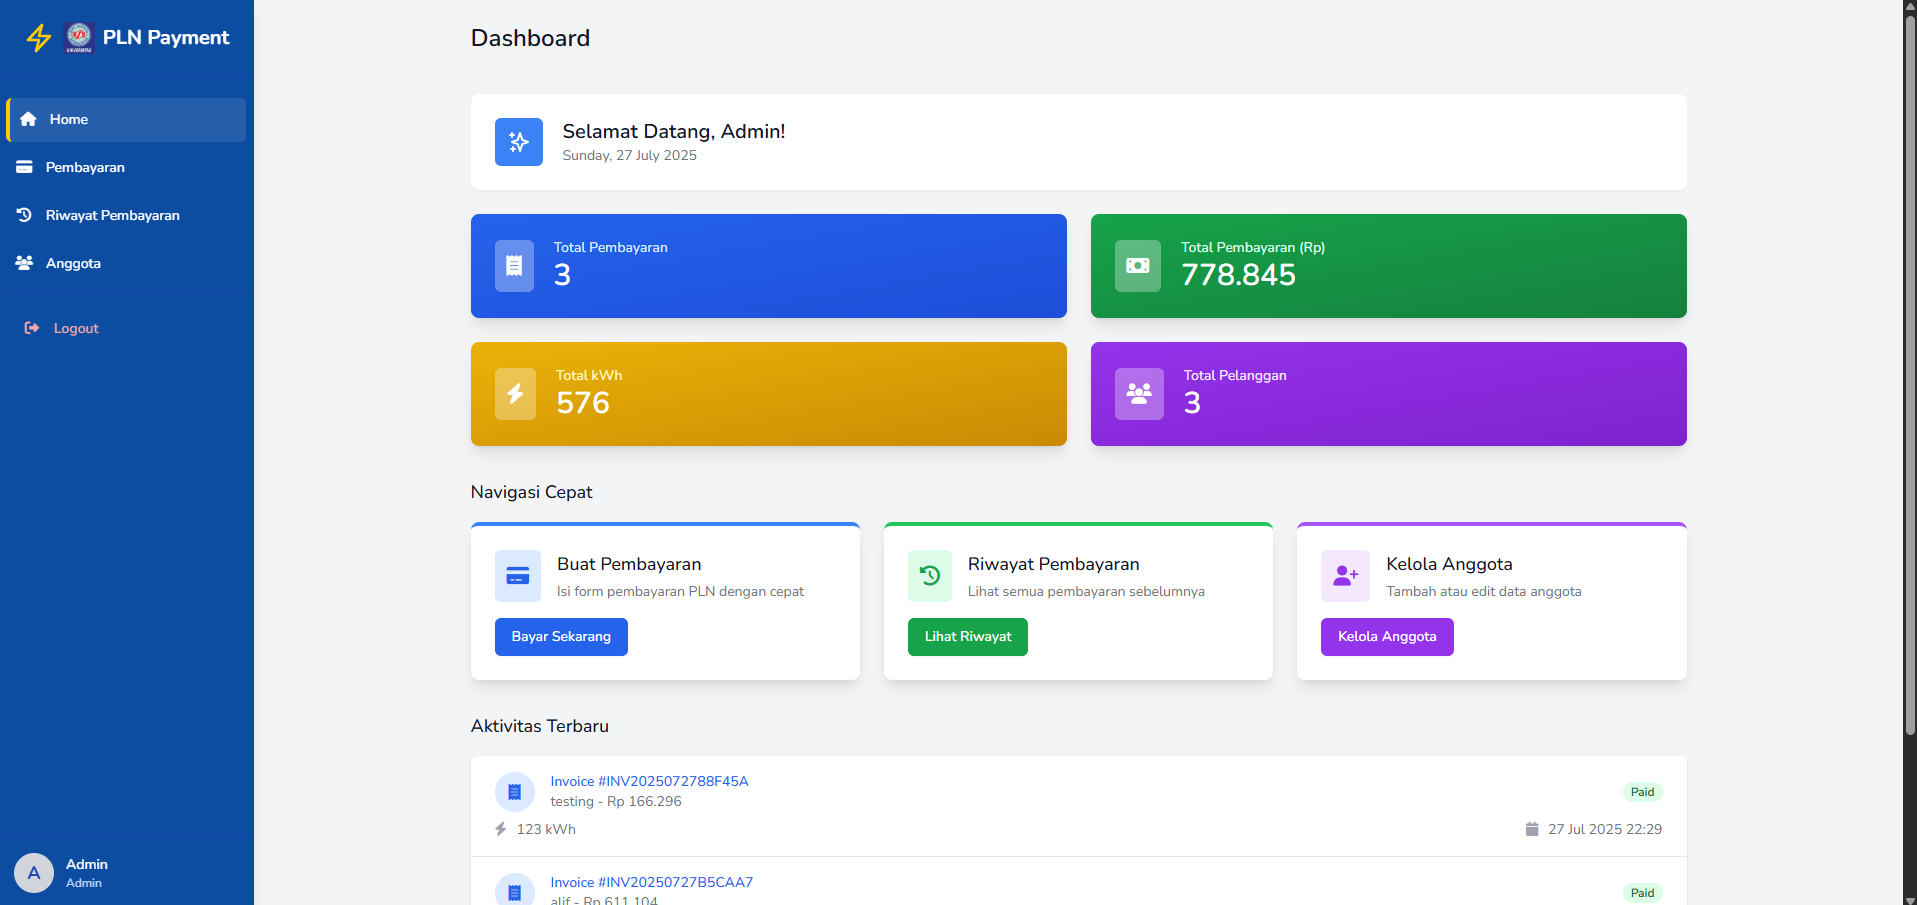 PLN Payment
Home
Pembayaran
Riwayat Pembayaran
Anggota
Logout
A
Admin
Admin
Dashboard
Selamat Datang, Admin!
Sunday, 27 July 2025
Total Pembayaran
3
Total Pembayaran (Rp)
778.845
Total kWh
576
Total Pelanggan
3
Navigasi Cepat
Buat Pembayaran
Isi form pembayaran PLN dengan cepat
Bayar Sekarang
Riwayat Pembayaran
Lihat semua pembayaran sebelumnya
Lihat Riwayat
Kelola Anggota
Tambah atau edit data anggota
Kelola Anggota
Aktivitas Terbaru
Invoice #INV2025072788F45A
testing - Rp 166.296
Paid
123 kWh
27 Jul 2025 22:29
Invoice #INV20250727B5CAA7
alif - Rp 611.104
Paid